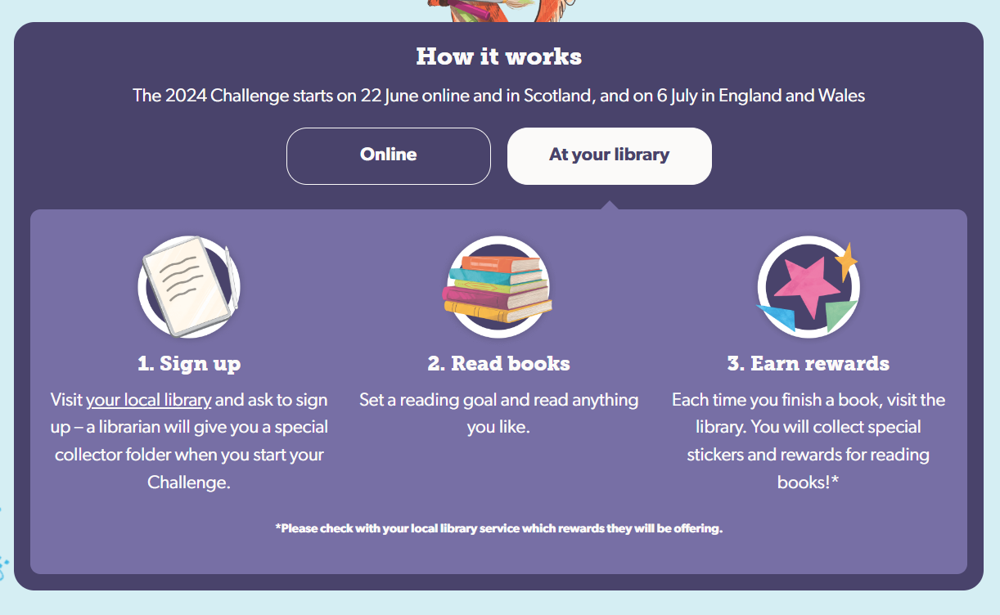 How it works
The 2024 Challenge starts on 22 June online and in Scotland, and on 6 July in England and Wales
Online
At your library
1. Sign up
Visit your local library and ask to sign
up – a librarian will give you a special
collector folder when you start your
Challenge.
2. Read books
Set a reading goal and read anything
you like.
3. Earn rewards
Each time you finish a book, visit the
library. You will collect special
stickers and rewards for reading
books!*
*Please check with your local library service which rewards they will be offering.